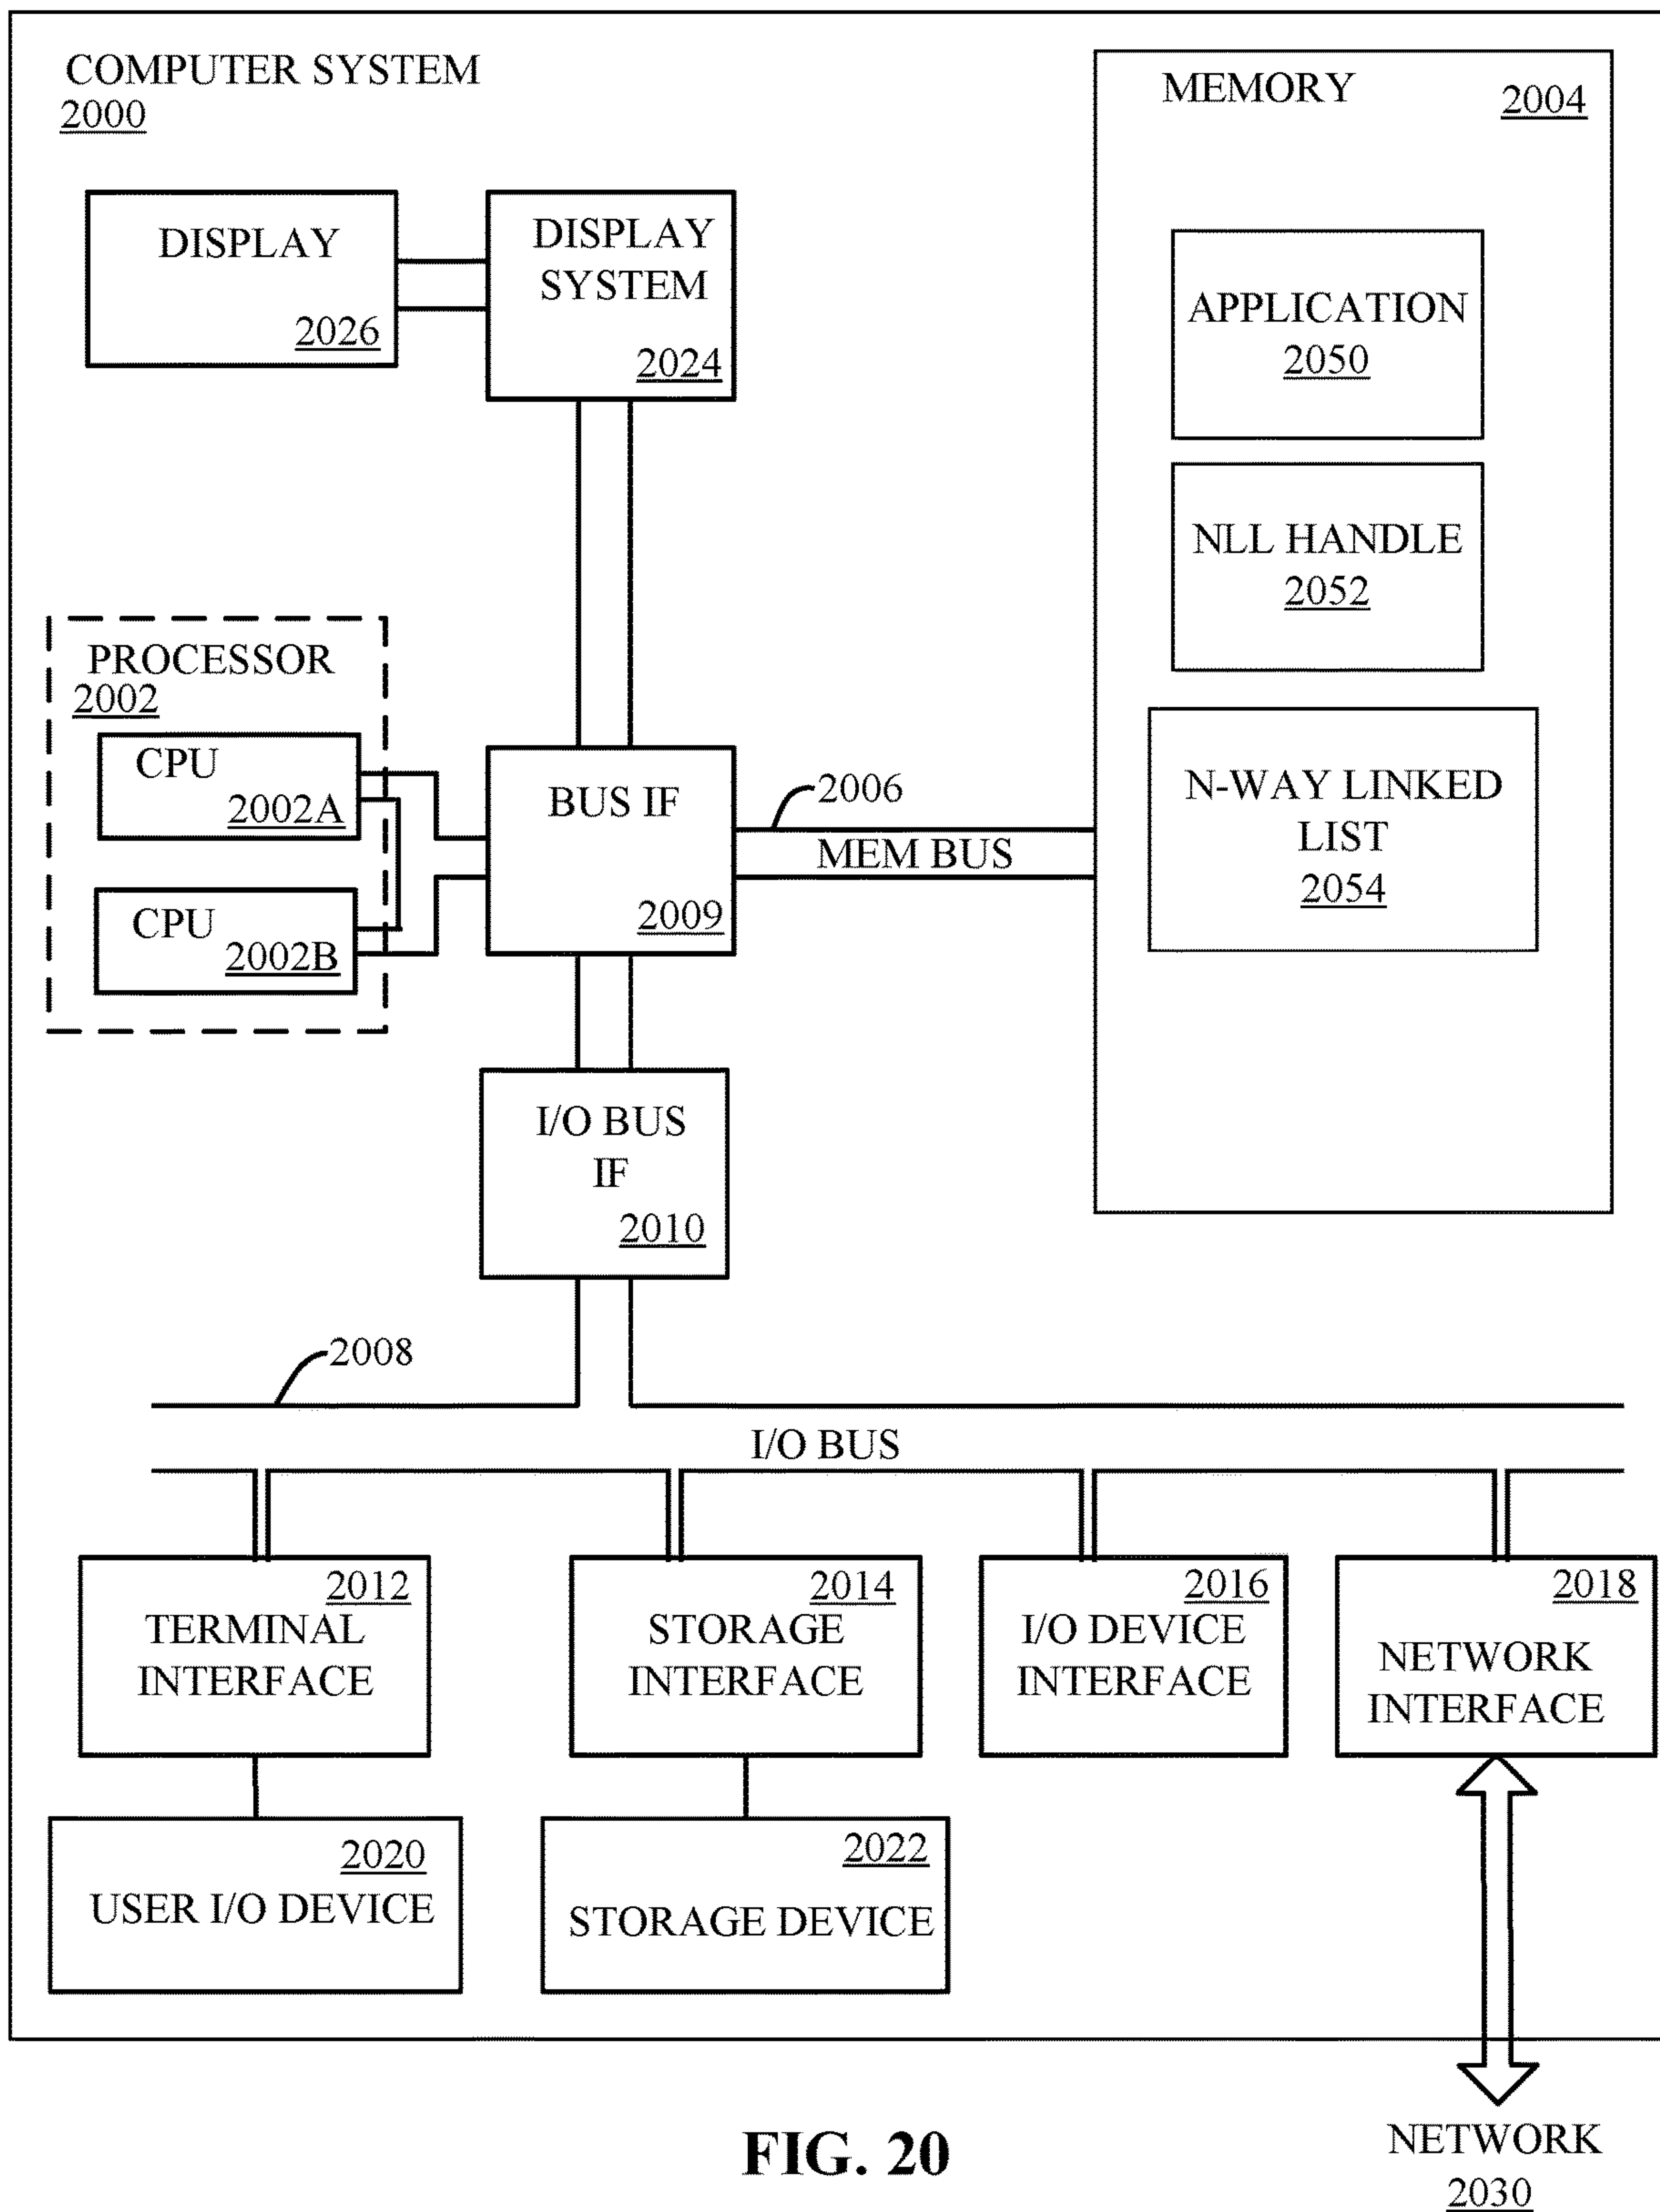 COMPUTER SYSTEM
2000
MEMORY
2004
DISPLAY
2026
DISPLAY
SYSTEM
2024
APPLICATION
2050
NLL HANDLE
2052
N-WAY LINKED
LIST
2054
PROCESSOR
2002
CPU
2002A
CPU
2002B
BUS IF
2009
2006
MEM BUS
I/O BUS
IF
2010
2008
I/O BUS
2012
TERMINAL
INTERFACE
2014
STORAGE
INTERFACE
2016
I/O DEVICE
INTERFACE
2018
NETWORK
INTERFACE
2020
USER I/O DEVICE
2022
STORAGE DEVICE
NETWORK
2030
FIG. 20